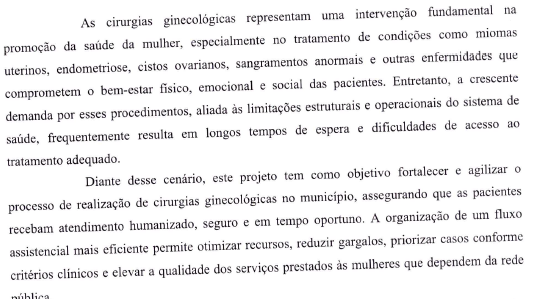 As cirurgias ginecológicas representam uma intervenção fundamental na
promoção da saúde da mulher, especialmente no tratamento de condições como miomas
uterinos, endometriose, cistos ovarianos, sangramentos anormais e outras enfermidades que
comprometem o bem-estar físico, emocional e social das pacientes. Entretanto, a crescente
demanda por esses procedimentos, aliada às limitações estruturais e operacionais do sistema de
saúde, frequentemente resulta em longos tempos de espera e dificuldades de acesso ao
tratamento adequado.
Diante desse cenário, este projeto tem como objetivo fortalecer e agilizar o
processo de realização de cirurgias ginecológicas no município, assegurando que as pacientes
recebam atendimento humanizado, seguro e em tempo oportuno. A organização de um fluxo
assistencial mais eficiente permite otimizar recursos, reduzir gargalos, priorizar casos conforme
critérios clínicos e elevar a qualidade dos serviços prestados às mulheres que dependem da rede
pública